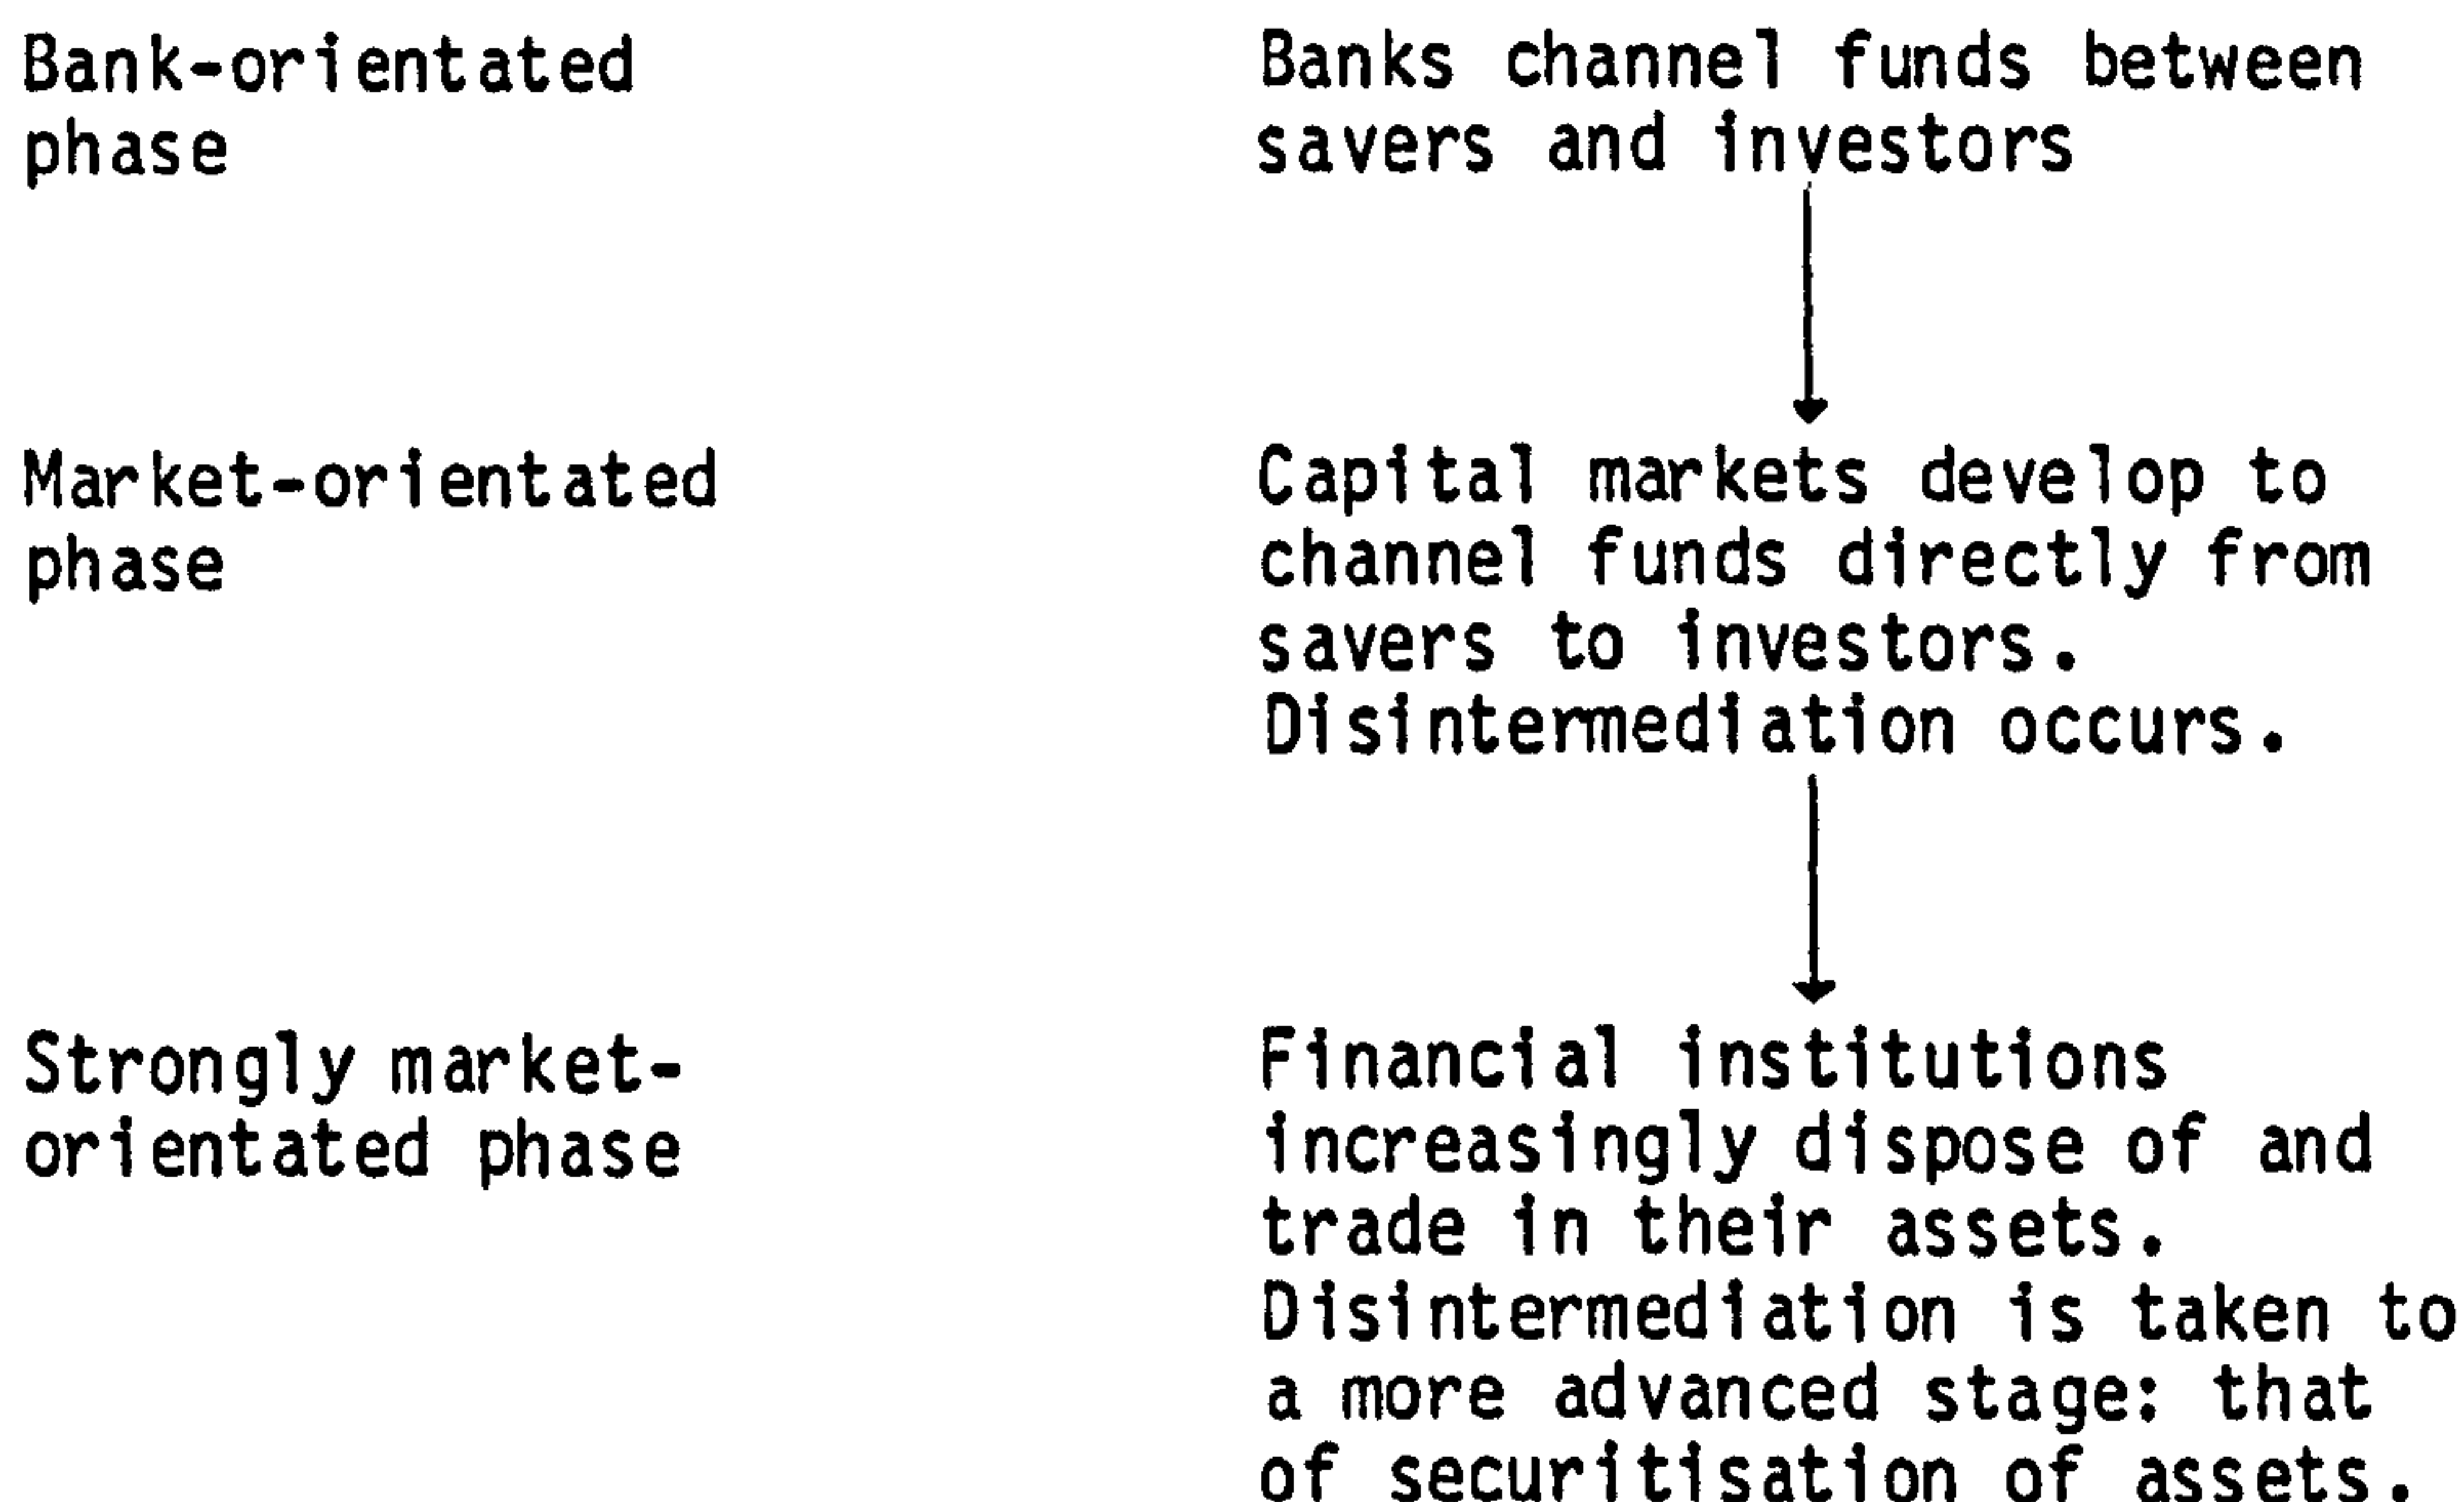 Bank-orientated
phase
Banks channel funds between
savers and investors
Market-orientated
phase
Capital markets develop to
channel funds directly from
savers to investors.
Disintermediation occurs.
Strongly market-
orientated phase
Financial institutions
increasingly dispose of and
trade in their assets.
Disintermediation is taken to
a more advanced stage: that
of securitisation of assets.